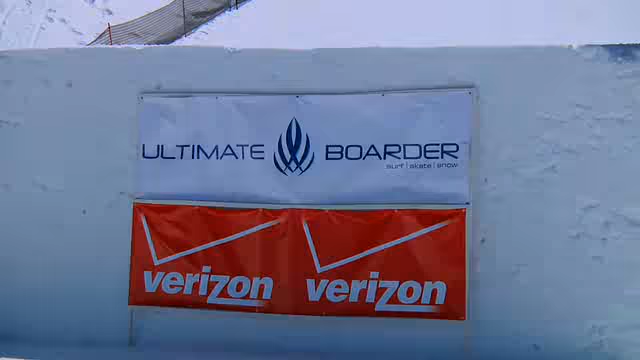 ULTIMATE BOARDER
surf | skate | snow
verizon verizon